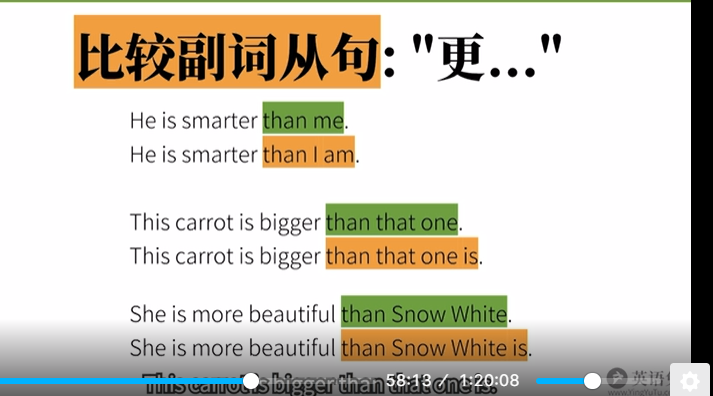 比较副词从句: "更..."
He is smarter than me.
He is smarter than I am.
This carrot is bigger than that one.
This carrot is bigger than that one is.
She is more beautiful than Snow White.
She is more beautiful than Snow White is.
This carrot is bigger than that one is.
58:13 / 1:20:08
英语